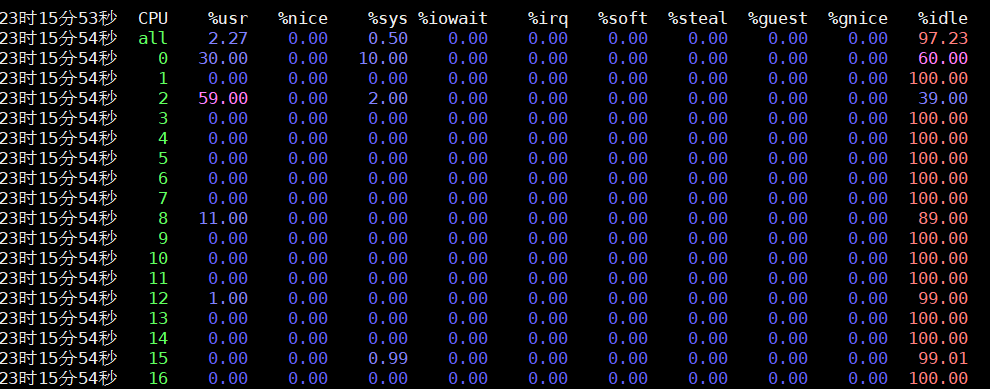 23时15分53秒 CPU %usr %nice %sys %iowait %irq %soft %steal %guest %gnice %idle
23时15分54秒 all 2.27 0.00 0.50 0.00 0.00 0.00 0.00 0.00 0.00 97.23
23时15分54秒 0 30.00 0.00 10.00 0.00 0.00 0.00 0.00 0.00 0.00 60.00
23时15分54秒 1 0.00 0.00 0.00 0.00 0.00 0.00 0.00 0.00 0.00 100.00
23时15分54秒 2 59.00 0.00 2.00 0.00 0.00 0.00 0.00 0.00 0.00 39.00
23时15分54秒 3 0.00 0.00 0.00 0.00 0.00 0.00 0.00 0.00 0.00 100.00
23时15分54秒 4 0.00 0.00 0.00 0.00 0.00 0.00 0.00 0.00 0.00 100.00
23时15分54秒 5 0.00 0.00 0.00 0.00 0.00 0.00 0.00 0.00 0.00 100.00
23时15分54秒 6 0.00 0.00 0.00 0.00 0.00 0.00 0.00 0.00 0.00 100.00
23时15分54秒 7 0.00 0.00 0.00 0.00 0.00 0.00 0.00 0.00 0.00 100.00
23时15分54秒 8 11.00 0.00 0.00 0.00 0.00 0.00 0.00 0.00 0.00 89.00
23时15分54秒 9 0.00 0.00 0.00 0.00 0.00 0.00 0.00 0.00 0.00 100.00
23时15分54秒 10 0.00 0.00 0.00 0.00 0.00 0.00 0.00 0.00 0.00 100.00
23时15分54秒 11 0.00 0.00 0.00 0.00 0.00 0.00 0.00 0.00 0.00 100.00
23时15分54秒 12 1.00 0.00 0.00 0.00 0.00 0.00 0.00 0.00 0.00 99.00
23时15分54秒 13 0.00 0.00 0.00 0.00 0.00 0.00 0.00 0.00 0.00 100.00
23时15分54秒 14 0.00 0.00 0.00 0.00 0.00 0.00 0.00 0.00 0.00 100.00
23时15分54秒 15 0.00 0.00 0.99 0.00 0.00 0.00 0.00 0.00 0.00 99.01
23时15分54秒 16 0.00 0.00 0.00 0.00 0.00 0.00 0.00 0.00 0.00 100.00